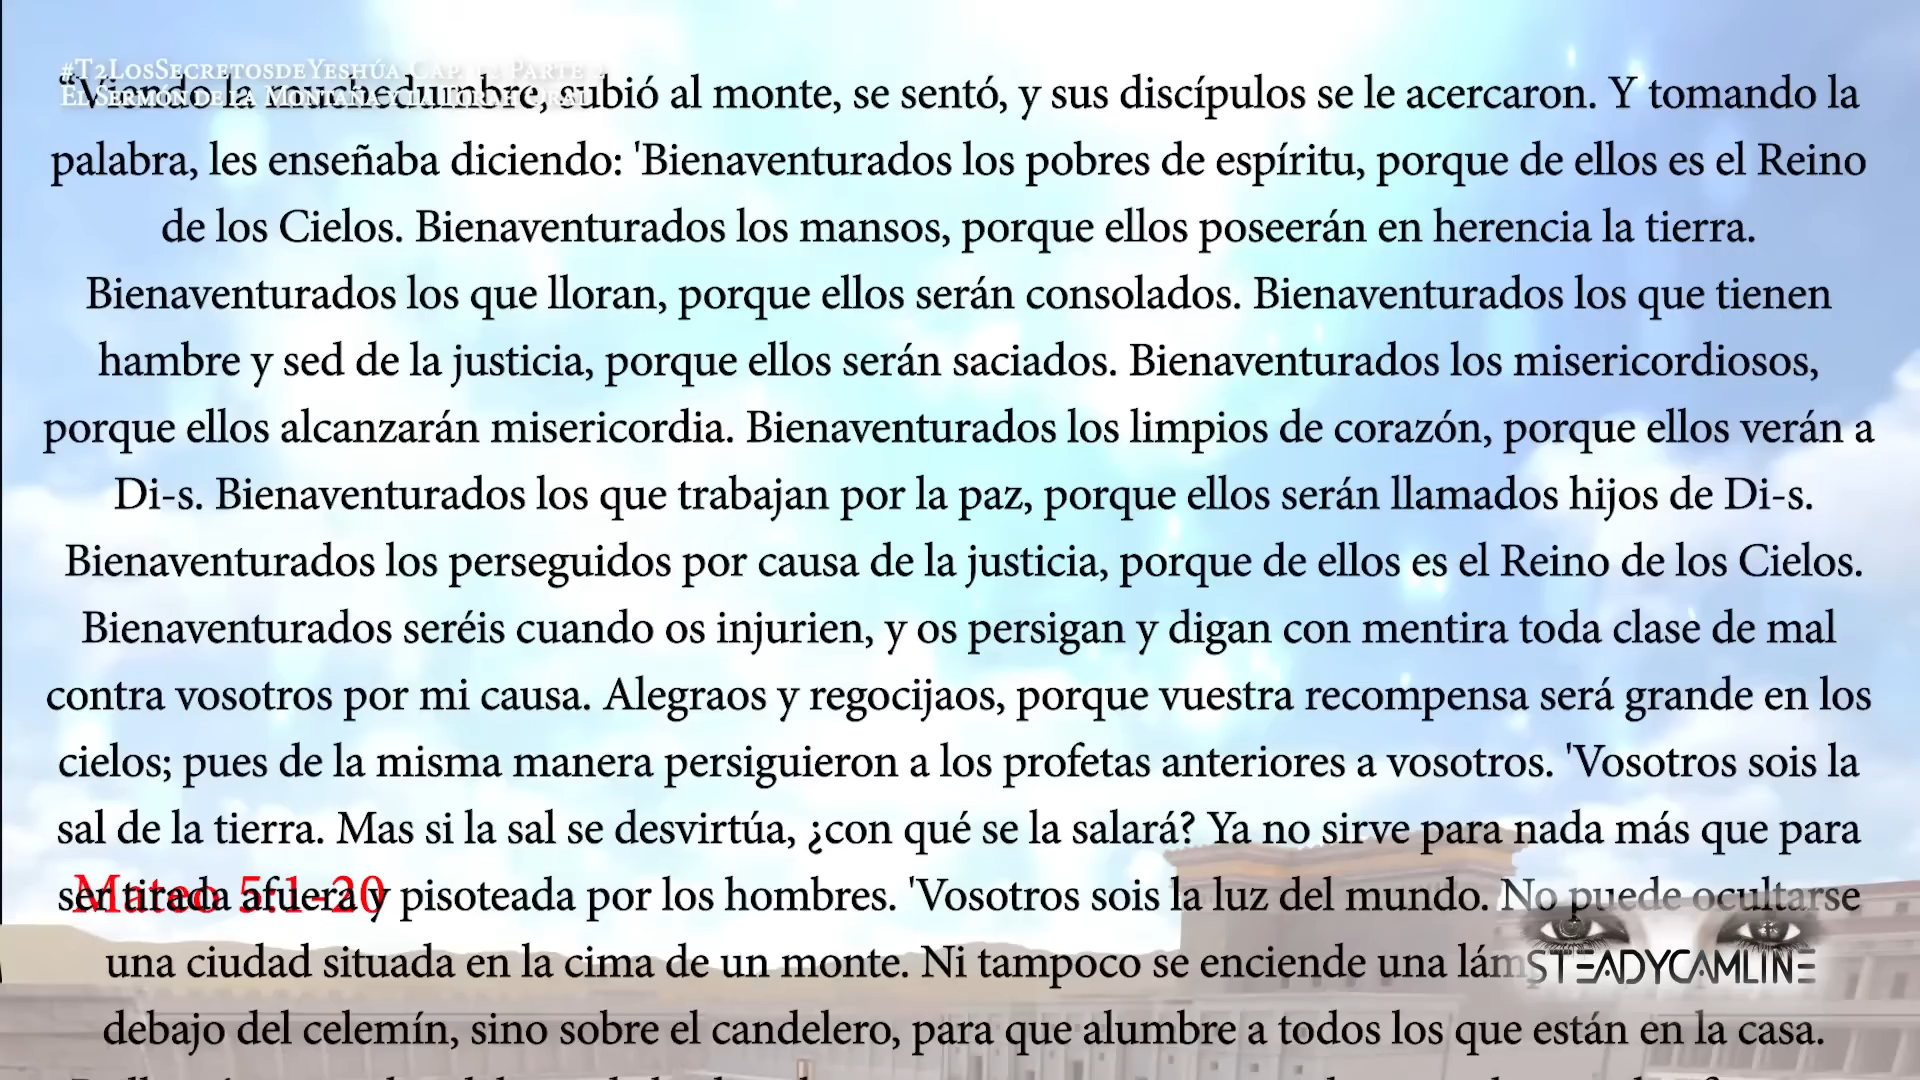 #T2LosSecretosdeYeshúa Cap. 12 Parte
El Sermón de la Montaña y la Torah Oral
“Viendo la muchedumbre, subió al monte, se sentó, y sus discípulos se le acercaron. Y tomando la
palabra, les enseñaba diciendo: 'Bienaventurados los pobres de espíritu, porque de ellos es el Reino
de los Cielos. Bienaventurados los mansos, porque ellos poseerán en herencia la tierra.
Bienaventurados los que lloran, porque ellos serán consolados. Bienaventurados los que tienen
hambre y sed de la justicia, porque ellos serán saciados. Bienaventurados los misericordiosos,
porque ellos alcanzarán misericordia. Bienaventurados los limpios de corazón, porque ellos verán a
Di-s. Bienaventurados los que trabajan por la paz, porque ellos serán llamados hijos de Di-s.
Bienaventurados los perseguidos por causa de la justicia, porque de ellos es el Reino de los Cielos.
Bienaventurados seréis cuando os injurien, y os persigan y digan con mentira toda clase de mal
contra vosotros por mi causa. Alegraos y regocijaos, porque vuestra recompensa será grande en los
cielos; pues de la misma manera persiguieron a los profetas anteriores a vosotros. 'Vosotros sois la
sal de la tierra. Mas si la sal se desvirtúa, ¿con qué se la salará? Ya no sirve para nada más que para
ser tirada afuera y pisoteada por los hombres. 'Vosotros sois la luz del mundo. No puede ocultarse
Mateo 5:1-20
una ciudad situada en la cima de un monte. Ni tampoco se enciende una
STEADYCAMLINE
debajo del celemín, sino sobre el candelero, para que alumbre a todos los que están en la casa.